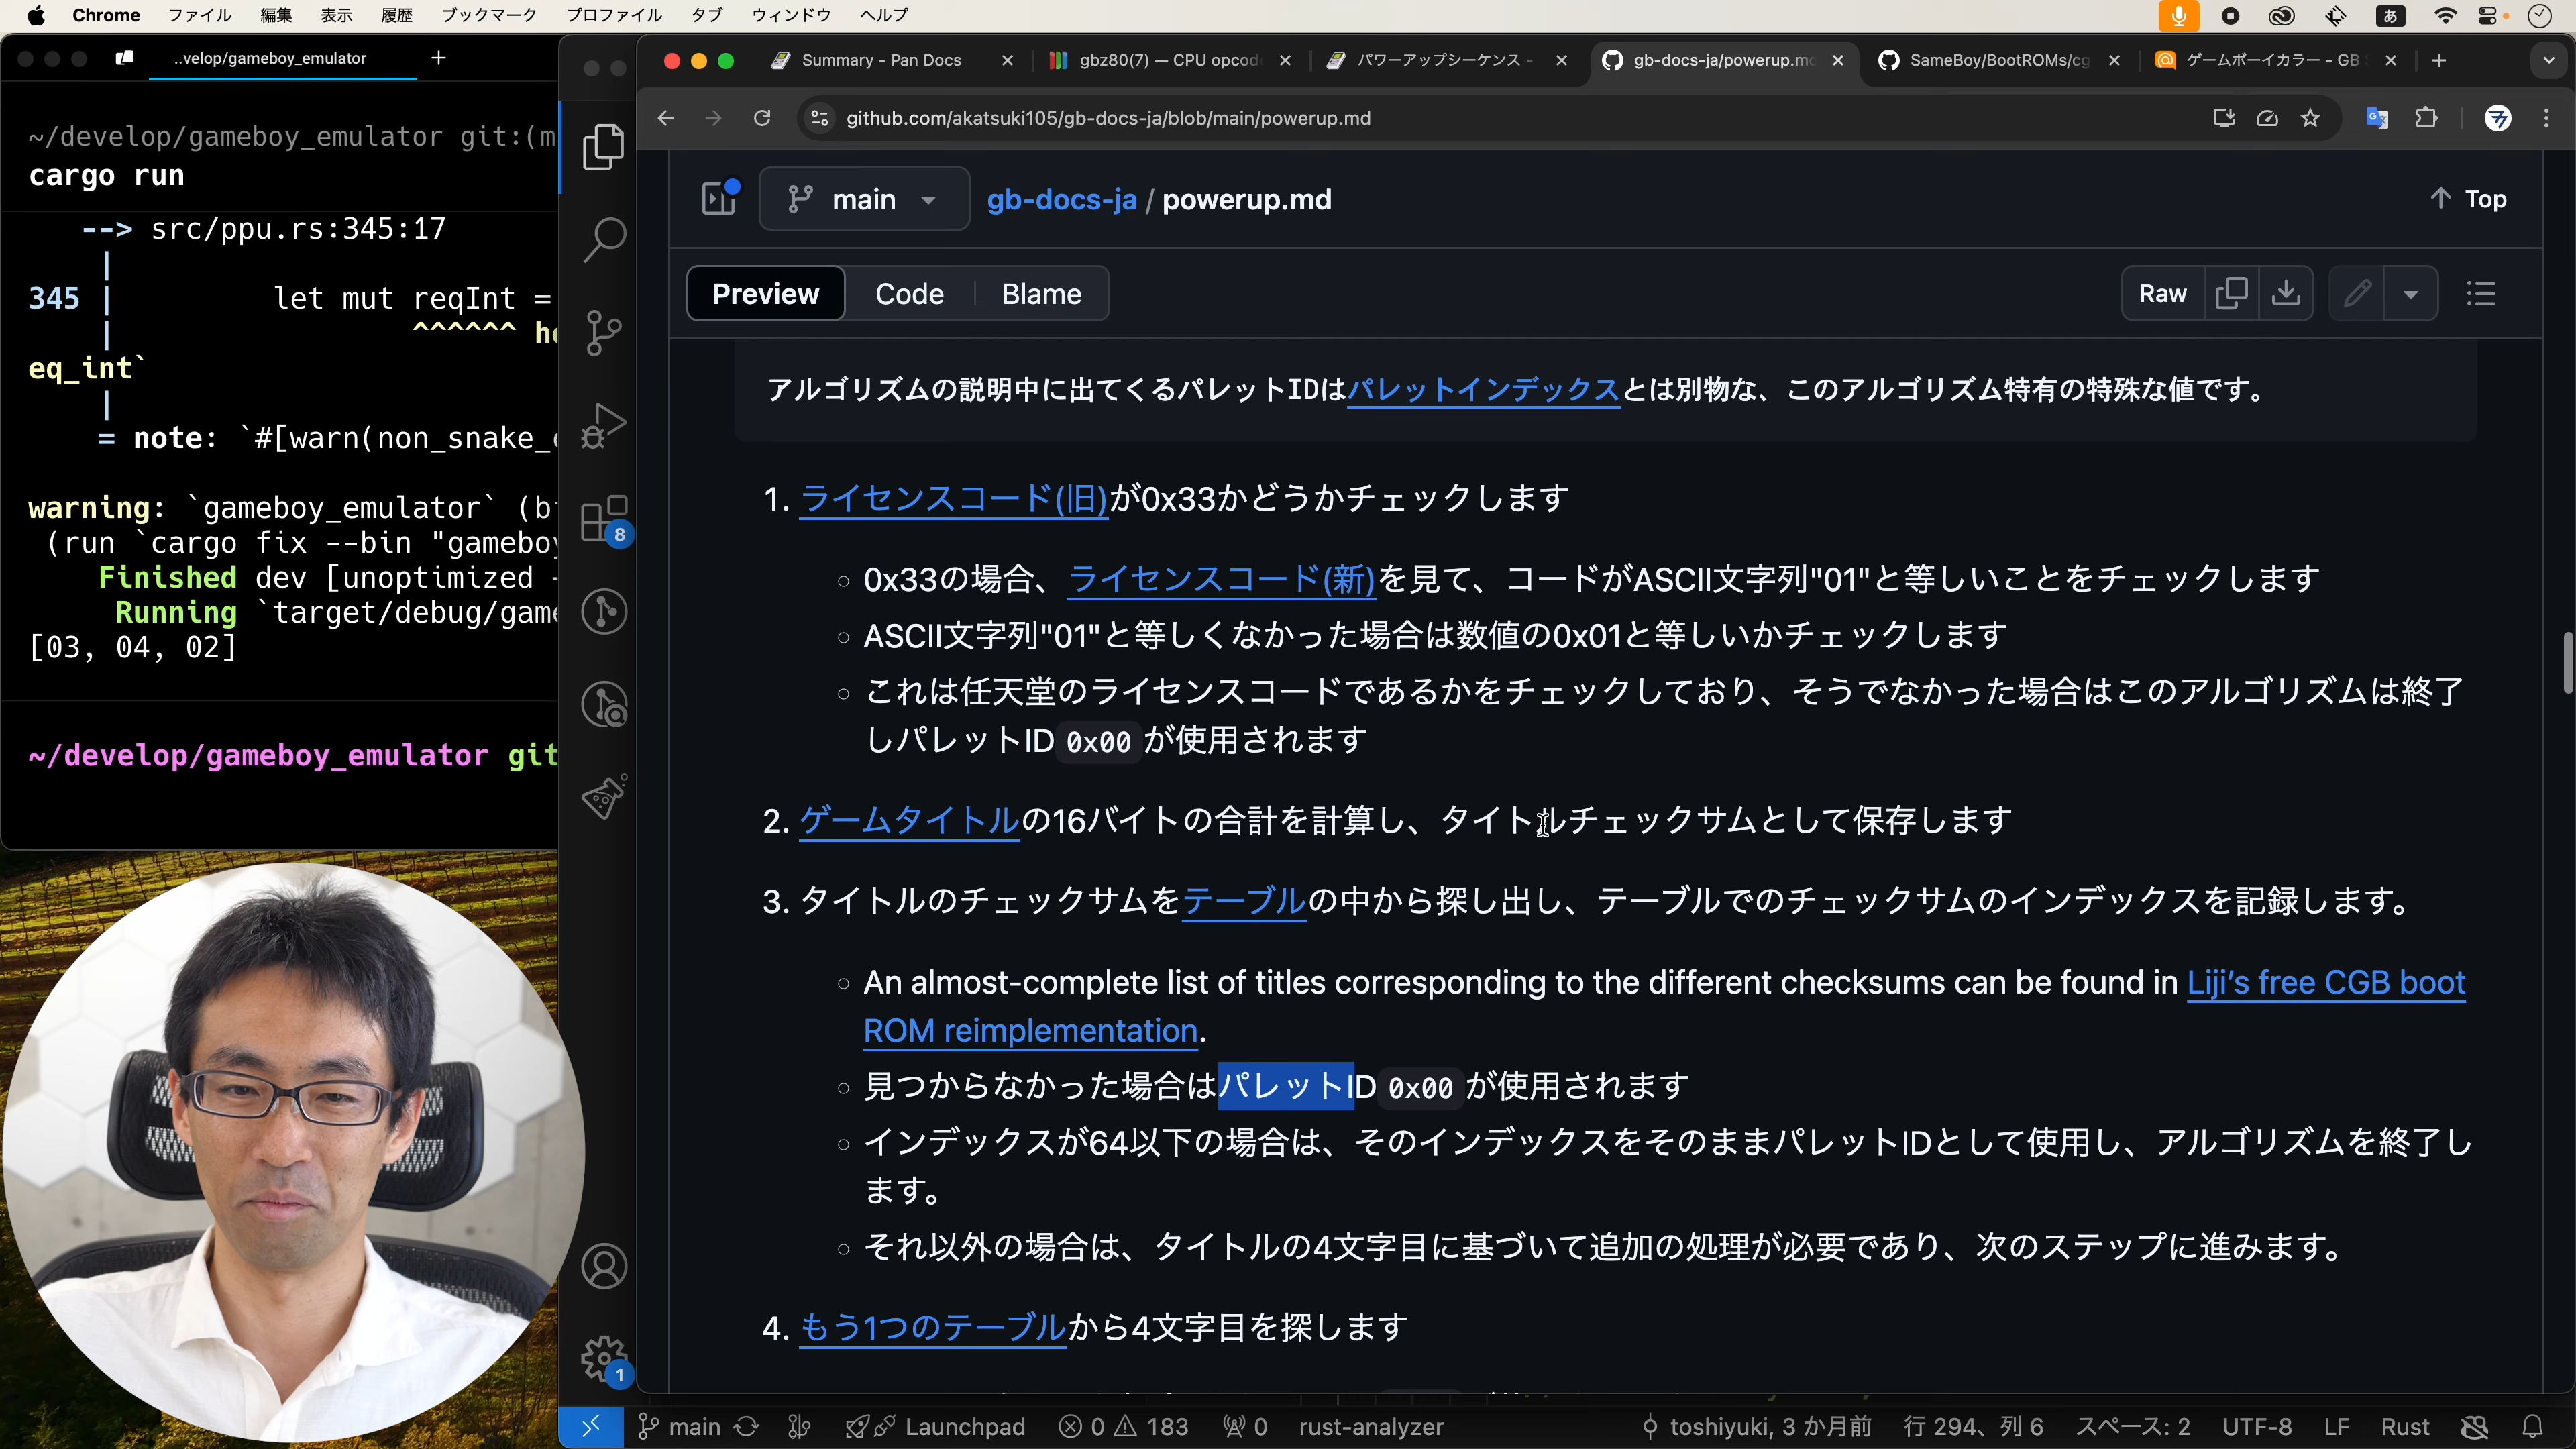 Chrome ファイル 編集 表示 履歴 ブックマーク プロファイル タブ ウィンドウ ヘルプ あ
..velop/gameboy_emulator
~/develop/gameboy_emulator git:(m
cargo run
--> src/ppu.rs:345:17
|
345 | let mut reqInt =
| ^^^^^^ he
eq_int`
|
= note: `#[warn(non_snake_c
warning: `gameboy_emulator` (bi
(run `cargo fix --bin "gameboy
Finished dev [unoptimized +
Running `target/debug/game
[03, 04, 02]
~/develop/gameboy_emulator git
8
1
Summary - Pan Docs
gbz80(7) — CPU opcod
パワーアップシーケンス -
gb-docs-ja/powerup.md
SameBoy/BootROMs/cg
ゲームボーイカラー - GB
github.com/akatsuki105/gb-docs-ja/blob/main/powerup.md
main gb-docs-ja / powerup.md Top
Preview Code Blame Raw
アルゴリズムの説明中に出てくるパレットIDはパレットインデックスとは別物な、このアルゴリズム特有の特殊な値です。
1. ライセンスコード(旧)が0x33かどうかチェックします
○ 0x33の場合、ライセンスコード(新)を見て、コードがASCII文字列"01"と等しいことをチェックします
○ ASCII文字列"01"と等しくなかった場合は数値の0x01と等しいかチェックします
○ これは任天堂のライセンスコードであるかをチェックしており、そうでなかった場合はこのアルゴリズムは終了
しパレットID 0x00 が使用されます
2. ゲームタイトルの16バイトの合計を計算し、タイトルチェックサムとして保存します
3. タイトルのチェックサムをテーブルの中から探し出し、テーブルでのチェックサムのインデックスを記録します。
○ An almost-complete list of titles corresponding to the different checksums can be found in Liji’s free CGB boot
ROM reimplementation.
○ 見つからなかった場合はパレットID 0x00 が使用されます
○ インデックスが64以下の場合は、そのインデックスをそのままパレットIDとして使用し、アルゴリズムを終了し
ます。
○ それ以外の場合は、タイトルの4文字目に基づいて追加の処理が必要であり、次のステップに進みます。
4. もう1つのテーブルから4文字目を探します
main Launchpad 0 183 0 rust-analyzer toshiyuki, 3 か月前 行 294、列 6 スペース: 2 UTF-8 LF Rust